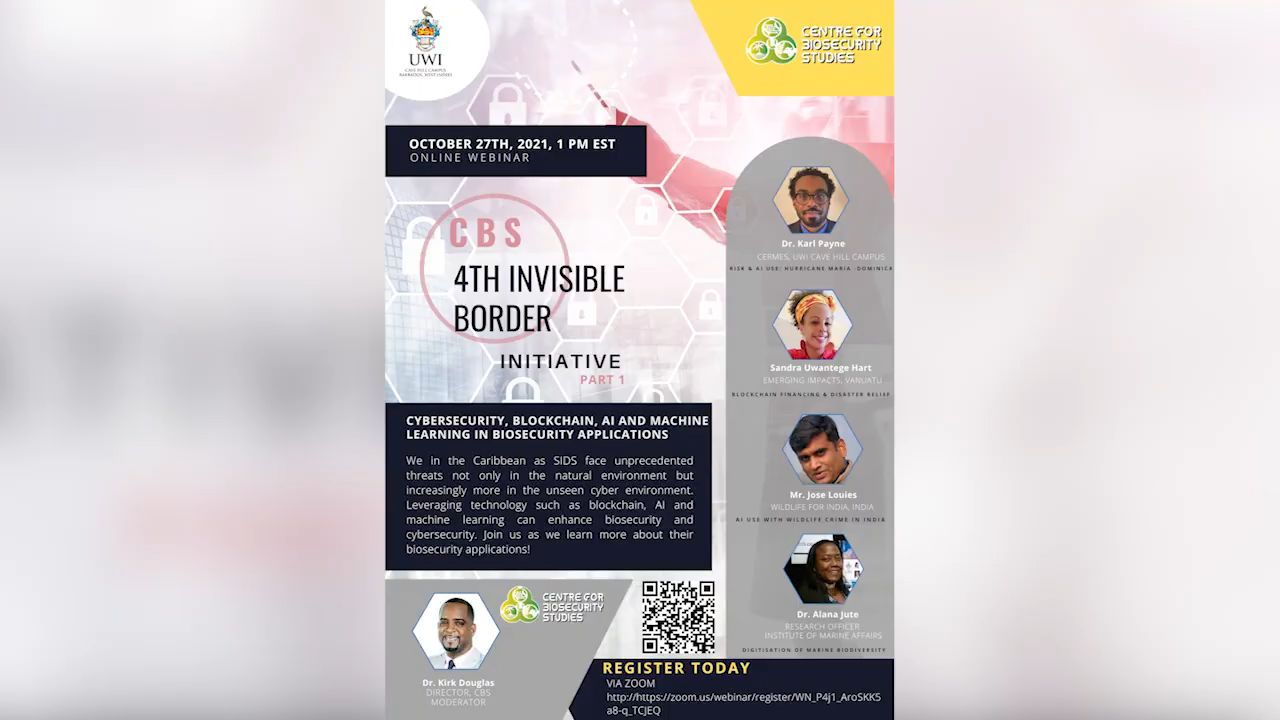 UWI
CAVE HILL CAMPUS
BARBADOS, WEST INDIES
CENTRE FOR
BIOSECURITY
STUDIES
OCTOBER 27TH, 2021, 1 PM EST
ONLINE WEBINAR
CBS
4TH INVISIBLE
BORDER
INITIATIVE
PART 1
CYBERSECURITY, BLOCKCHAIN, AI AND MACHINE
LEARNING IN BIOSECURITY APPLICATIONS
We in the Caribbean as SIDS face unprecedented
threats not only in the natural environment but
increasingly more in the unseen cyber environment.
Leveraging technology such as blockchain, AI and
machine learning can enhance biosecurity and
cybersecurity. Join us as we learn more about their
biosecurity applications!
Dr. Karl Payne
CERMES, UWI CAVE HILL CAMPUS
RISK & AI USE: HURRICANE MARIA DOMINICA
Sandra Uwantege Hart
EMERGING IMPACTS, VANUATU
BLOCKCHAIN FINANCING & DISASTER RELIEF
Mr. Jose Louies
WILDLIFE FOR INDIA, INDIA
AI USE WITH WILDLIFE CRIME IN INDIA
Dr. Alana Jute
RESEARCH OFFICER
INSTITUTE OF MARINE AFFAIRS
DIGITISATION OF MARINE BIODIVERSITY
CENTRE FOR
BIOSECURITY
STUDIES
Dr. Kirk Douglas
DIRECTOR, CBS
MODERATOR
REGISTER TODAY
VIA ZOOM
http://https://zoom.us/webinar/register/WN_P4j1_AroSKK5
a8-q_TCJEQ